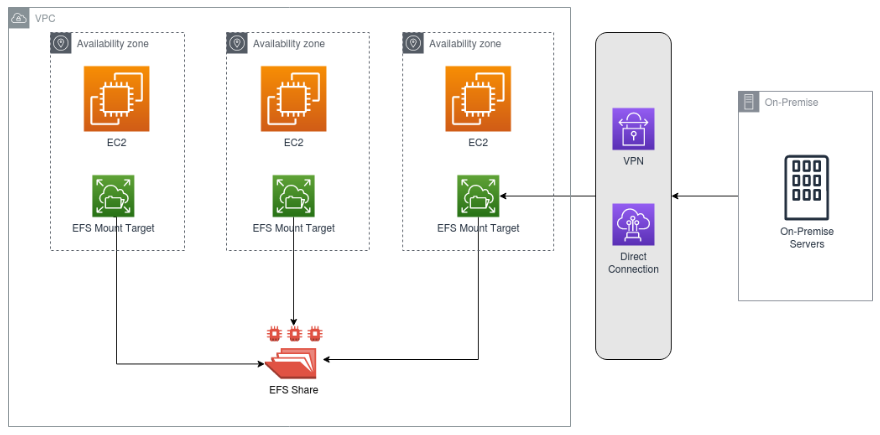 VPC
Availability zone
Availability zone
Availability zone
EC2
EC2
EC2
EFS Mount Target
EFS Mount Target
EFS Mount Target
EFS Share
VPN
Direct
Connection
On-Premise
On-Premise
Servers